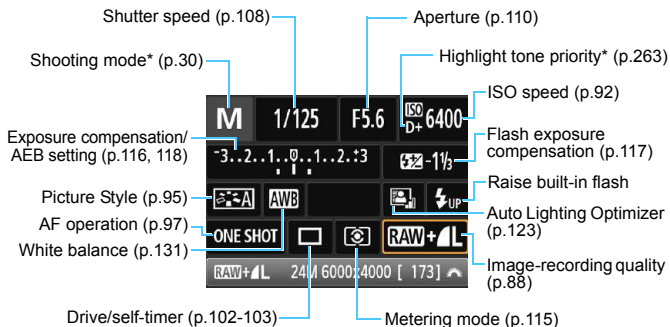 Shutter speed (p.108)
Aperture (p.110)
Shooting mode* (p.30)
Highlight tone priority* (p.263)
ISO speed (p.92)
M 1/125 F5.6 ISO D+ 6400
Exposure compensation/
AEB setting (p.116, 118)
-3..2..1..0..1..2.:3
-1⅓
Flash exposure
compensation (p.117)
Picture Style (p.95)
A AWB
UP
Raise built-in flash
AF operation (p.97)
Auto Lighting Optimizer
(p.123)
White balance (p.131)
ONE SHOT
RAW+L
Image-recording quality
(p.88)
RAW+L 24M 6000x4000 [ 173]
Drive/self-timer (p.102-103)
Metering mode (p.115)